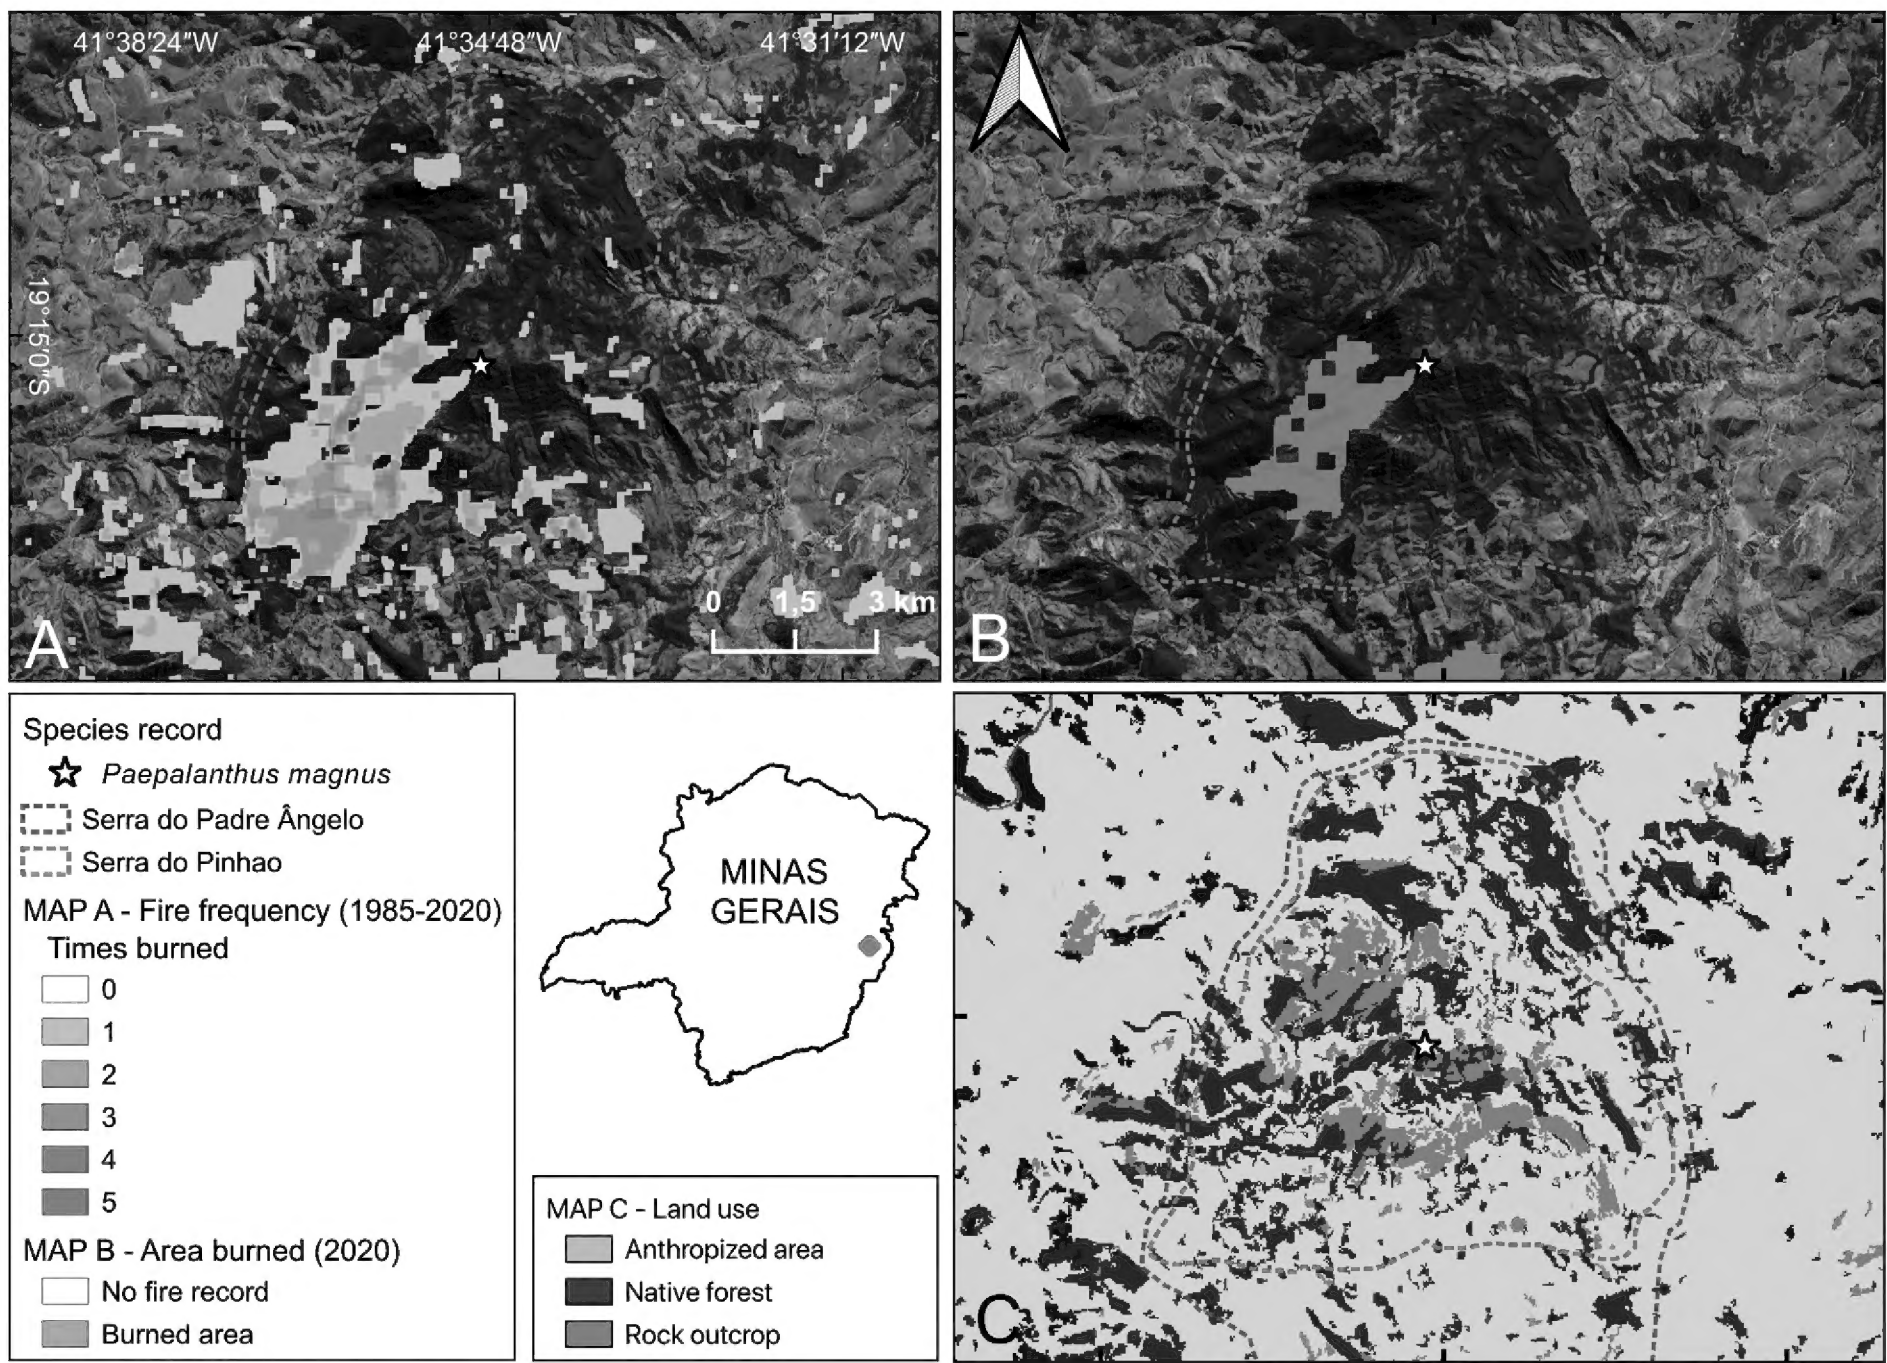 41°38′24″W
41°34′48″W
41°31′12″W
19°15′0″S
0 1,5 3 km
A
B
Species record
Paepalanthus magnus
Serra do Padre Ângelo
Serra do Pinhao
MAP A - Fire frequency (1985-2020)
Times burned
0
1
2
3
4
5
MAP B - Area burned (2020)
No fire record
Burned area
MINAS
GERAIS
MAP C - Land use
Anthropized area
Native forest
Rock outcrop
C